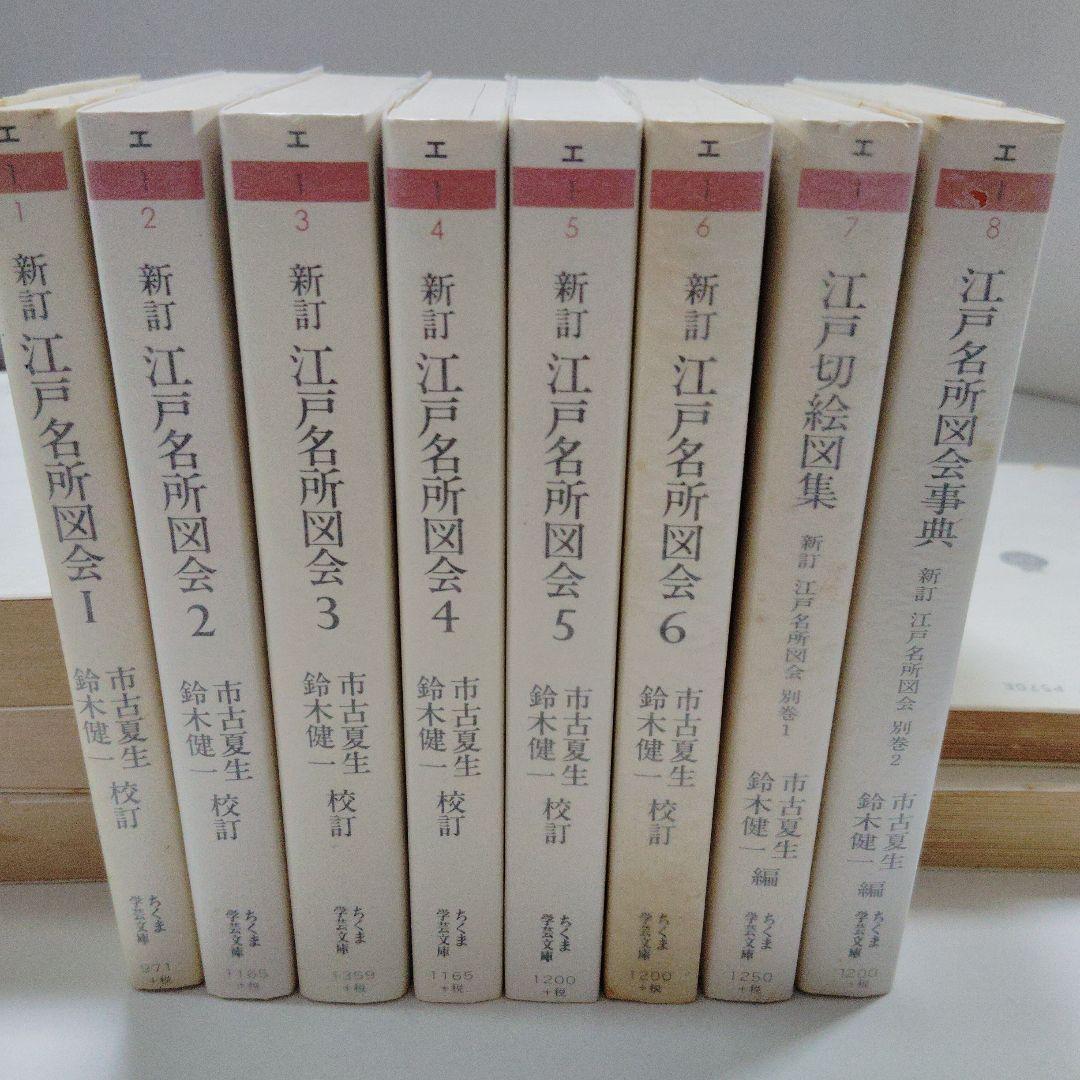 エ
1
1
新訂
江戸名所図会1
市古夏生
鈴木健一
校訂
ちくま
学芸文庫
971
+税
エ
1
2
新訂
江戸名所図会2
市古夏生
鈴木健一
校訂
ちくま
学芸文庫
1165
+税
エ
1
3
新訂
江戸名所図会3
市古夏生
鈴木健一
校訂
ちくま
学芸文庫
1359
+税
エ
1
4
新訂
江戸名所図会4
市古夏生
鈴木健一
校訂
ちくま
学芸文庫
1165
+税
エ
1
5
新訂
江戸名所図会5
市古夏生
鈴木健一
校訂
ちくま
学芸文庫
1200
+税
エ
1
6
新訂
江戸名所図会6
市古夏生
鈴木健一
校訂
ちくま
学芸文庫
1200
+税
エ
1
7
江戸切絵図集
新訂 江戸名所図会 別巻1
市古夏生
鈴木健一
編
ちくま
学芸文庫
1250
+税
エ
1
8
江戸名所図会事典
新訂 江戸名所図会 別巻2
市古夏生
鈴木健一
編
ちくま
学芸文庫
1200
+税